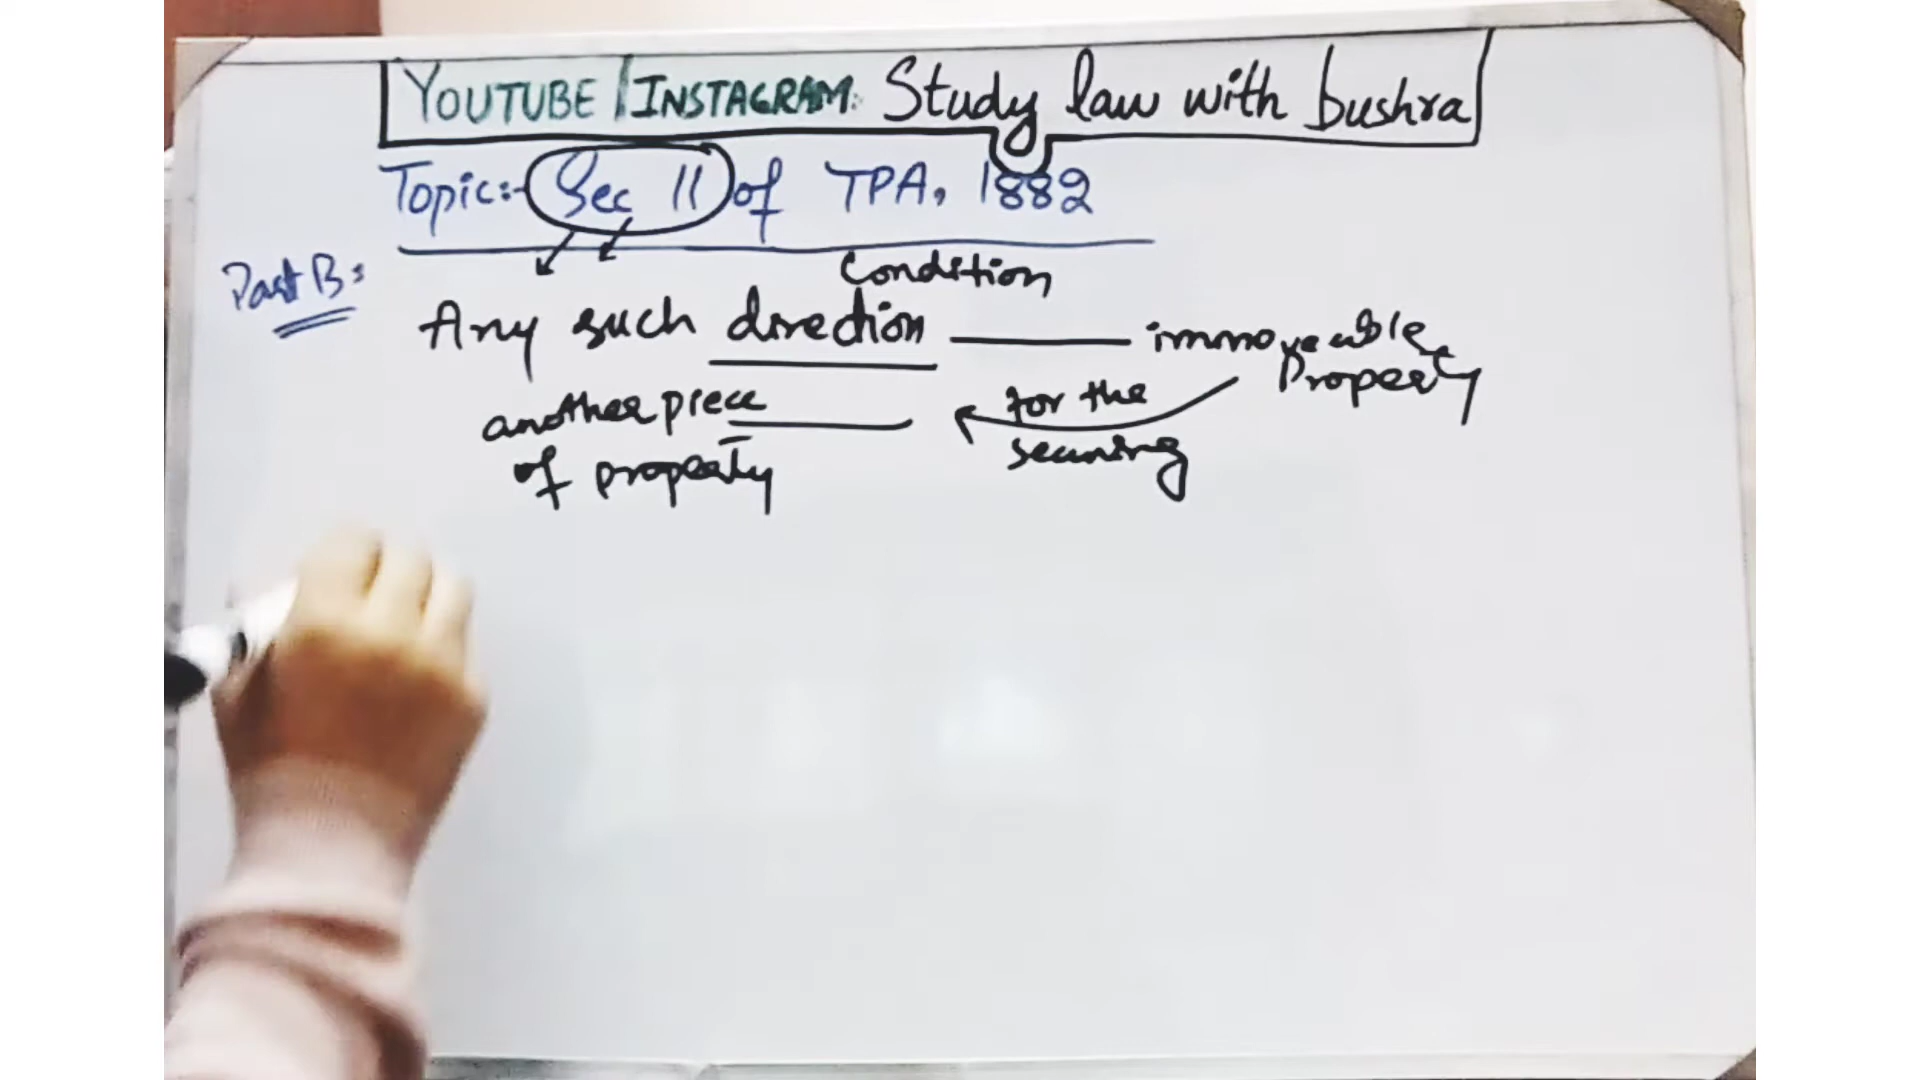 YOUTUBE / INSTAGRAM: Study law with bushra
Topic:- Sec 11 of TPA, 1882
Part B:
Condition
Any such direction immoveable
Property
another piece for the
of property securing